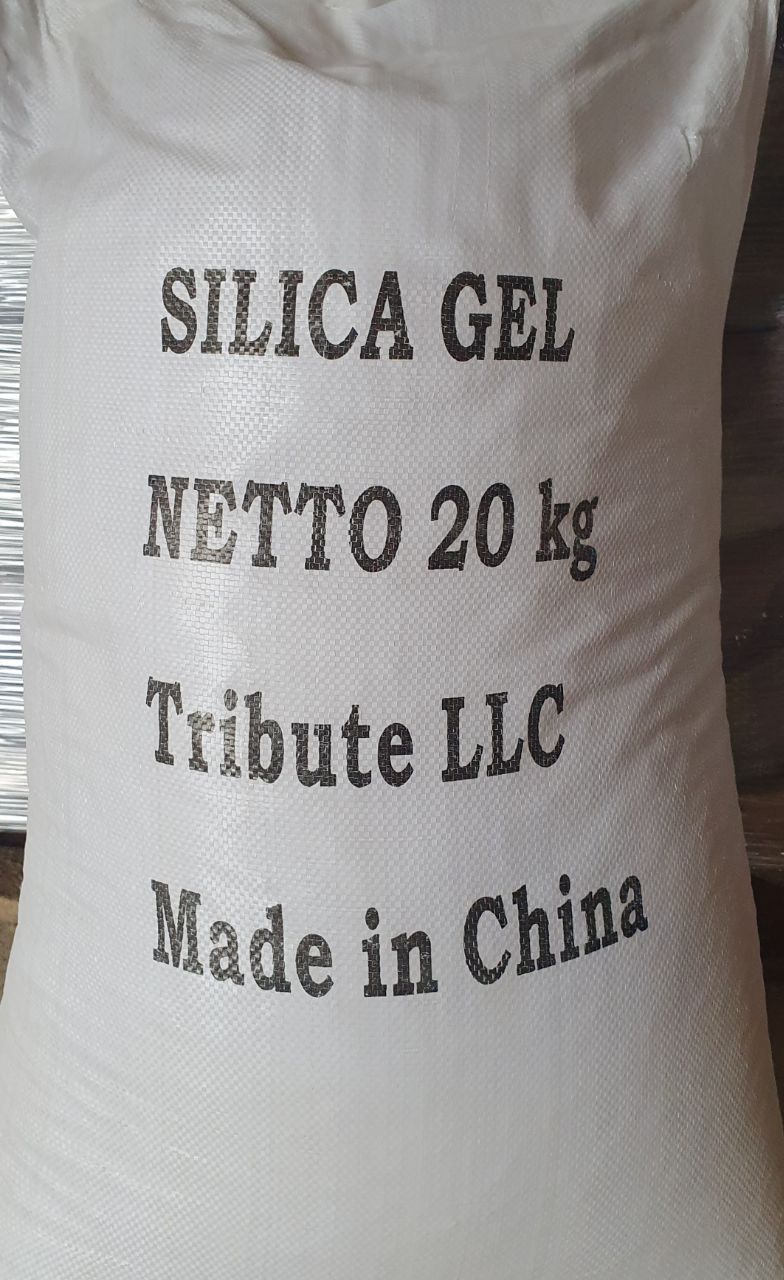 SILICA GEL
NETTO 20 kg
Tribute LLC
Made in China